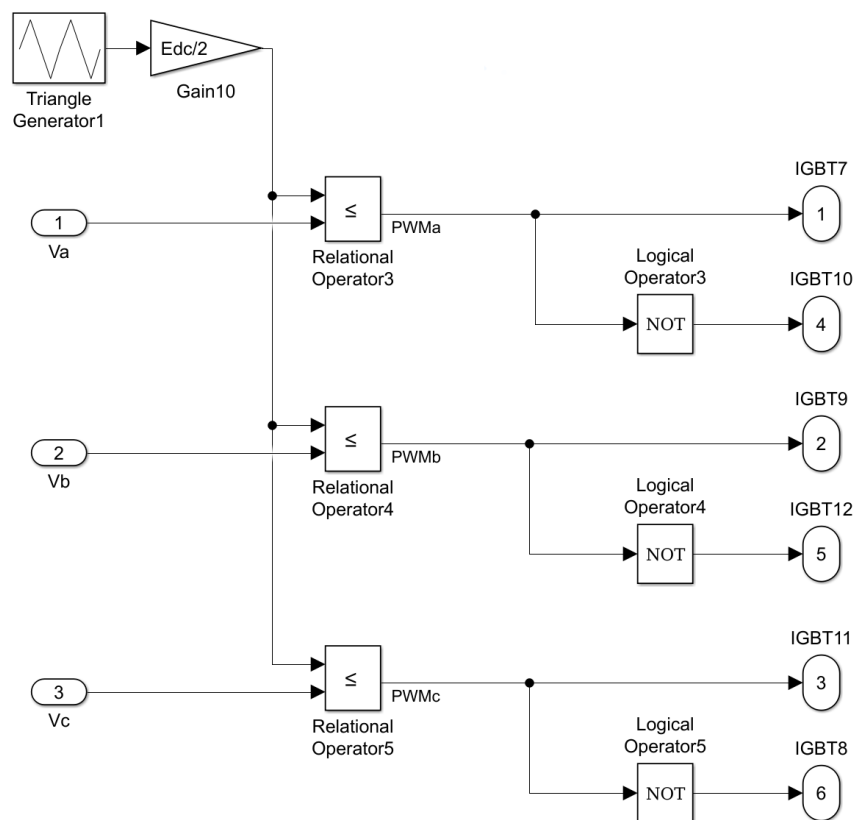 Edc/2
Triangle
Generator1
Gain10
IGBT7
1
Va
≤
PWMa
1
Relational
Operator3
Logical
Operator3
NOT
IGBT10
4
IGBT9
2
Vb
≤
PWMb
2
Relational
Operator4
Logical
Operator4
NOT
IGBT12
5
IGBT11
3
Vc
≤
PWMc
3
Relational
Operator5
Logical
Operator5
NOT
IGBT8
6